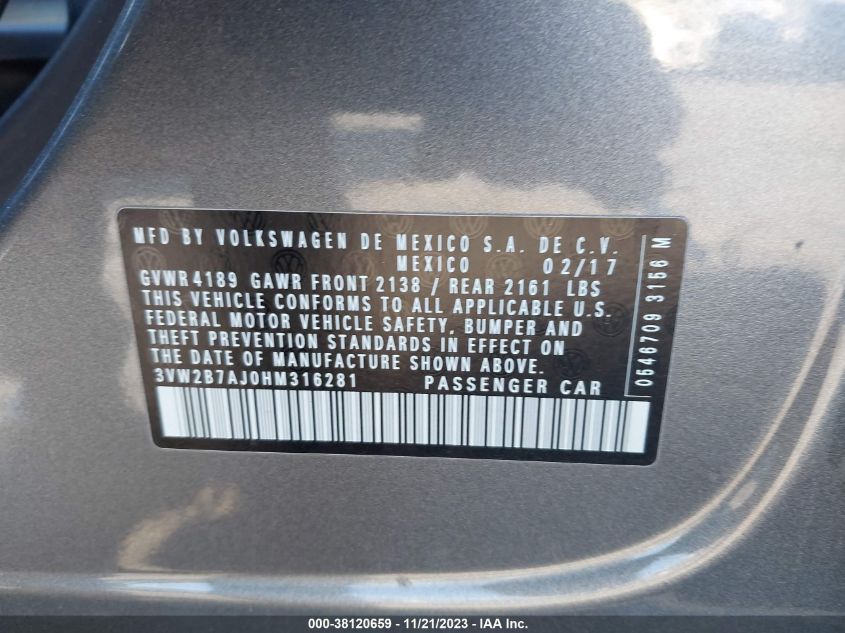 MFD BY VOLKSWAGEN DE MEXICO S.A. DE C.V.
MEXICO 02/17
GVWR 4189 GAWR FRONT 2138 / REAR 2161 LBS
THIS VEHICLE CONFORMS TO ALL APPLICABLE U.S.
FEDERAL MOTOR VEHICLE SAFETY, BUMPER AND
THEFT PREVENTION STANDARDS IN EFFECT ON
THE DATE OF MANUFACTURE SHOWN ABOVE.
3VW2B7AJ0HM316281 PASSENGER CAR
0546709 3156 M
000-38120659 - 11/21/2023 - IAA Inc.